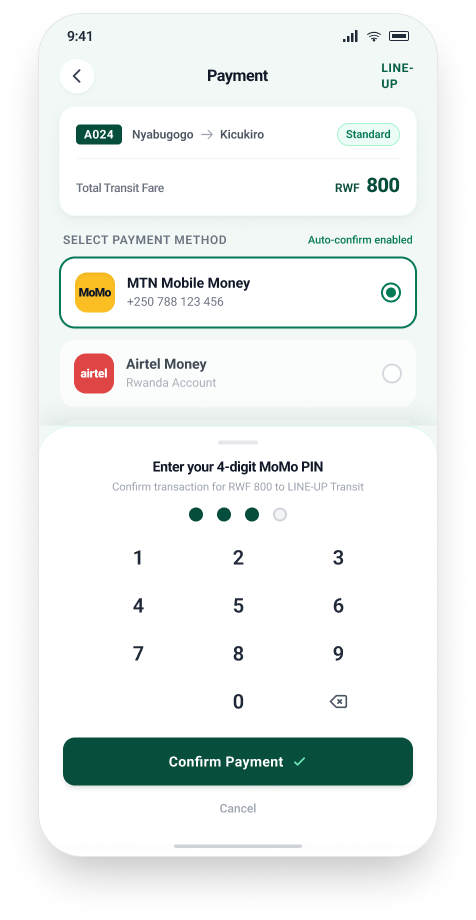 9:41
Payment
LINE-
UP
A024 Nyabugogo → Kicukiro Standard
Total Transit Fare RWF 800
SELECT PAYMENT METHOD Auto-confirm enabled
MoMo
MTN Mobile Money
+250 788 123 456
airtel
Airtel Money
Rwanda Account
Enter your 4-digit MoMo PIN
Confirm transaction for RWF 800 to LINE-UP Transit
1 2 3
4 5 6
7 8 9
0
Confirm Payment ✓
Cancel